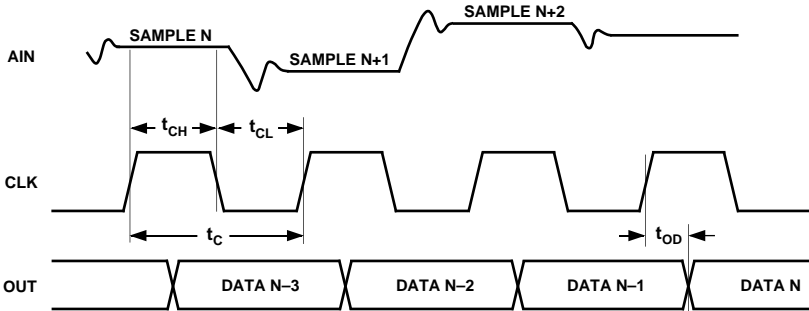 SAMPLE N+2
SAMPLE N
AIN
SAMPLE N+1
tCH
tCL
CLK
tC
tOD
OUT
DATA N–3
DATA N–2
DATA N–1
DATA N